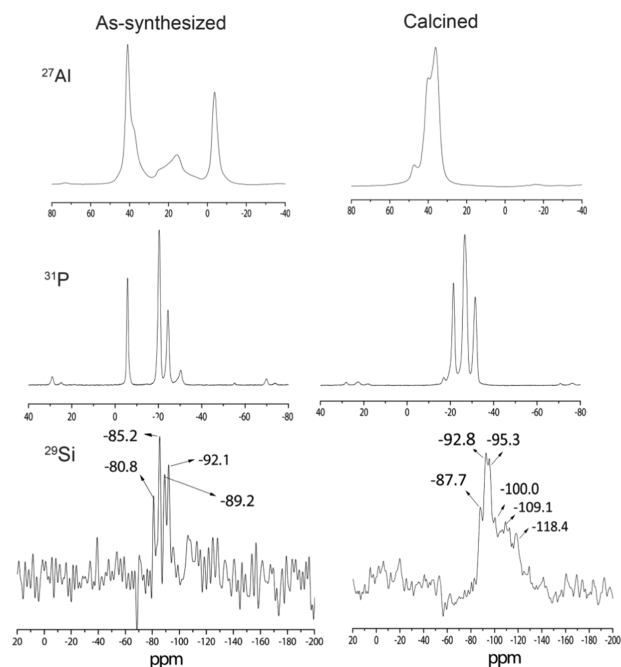 As-synthesized Calcined
²⁷Al
80 60 40 20 0 -20 -40 80 60 40 20 0 -20 -40
³¹P
40 20 0 -20 -40 -60 -80 40 20 0 -20 -40 -60 -80
²⁹Si
-85.2
-80.8
-92.1
-89.2
-92.8 -95.3
-87.7
-100.0
-109.1
-118.4
20 0 -20 -40 -60 -80 -100 -120 -140 -160 -180 -200 20 0 -20 -40 -60 -80 -100 -120 -140 -160 -180 -200
ppm ppm